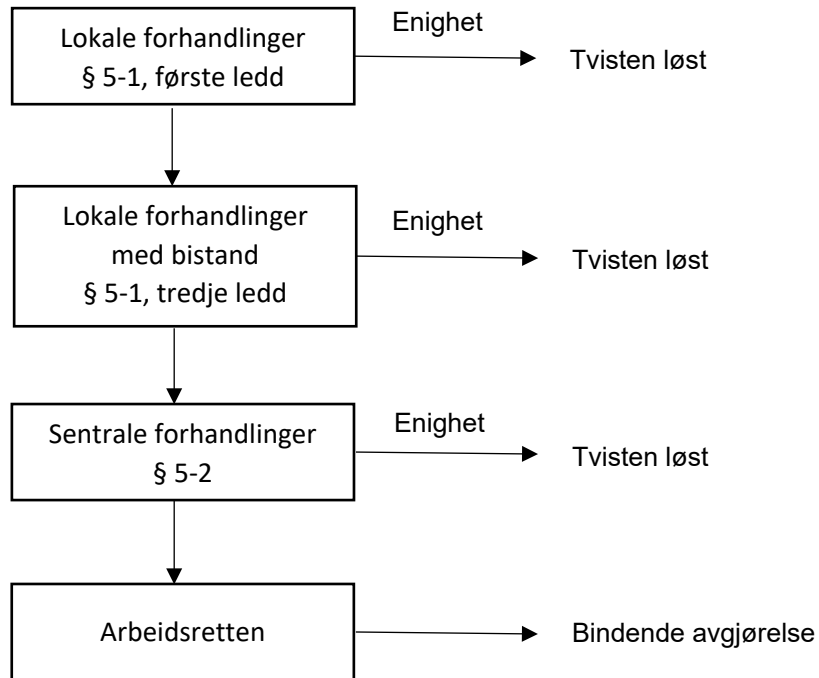 Lokale forhandlinger
§ 5-1, første ledd
Enighet
Tvisten løst
Lokale forhandlinger
med bistand
§ 5-1, tredje ledd
Enighet
Tvisten løst
Sentrale forhandlinger
§ 5-2
Enighet
Tvisten løst
Arbeidsretten
Bindende avgjørelse